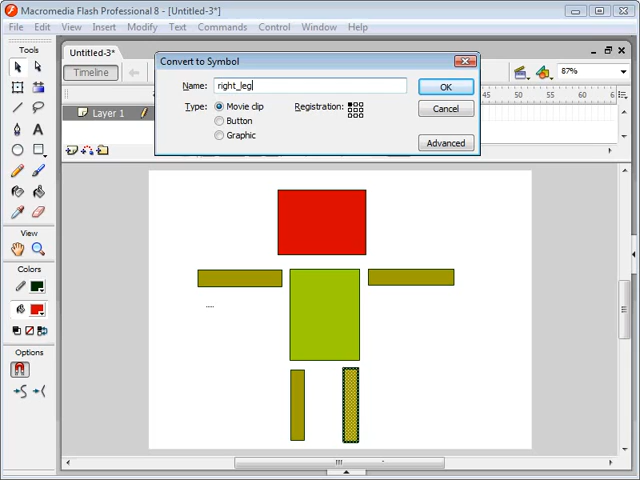 Macromedia Flash Professional 8 - [Untitled-3*]
File Edit View Insert Modify Text Commands Control Window Help
Tools
Untitled-3*
Timeline
87%
Convert to Symbol
Name: right_leg
OK
Type: Movie clip
Registration:
Button
Graphic
Cancel
Advanced
45 50 55 60 6
Layer 1
View
Colors
Options